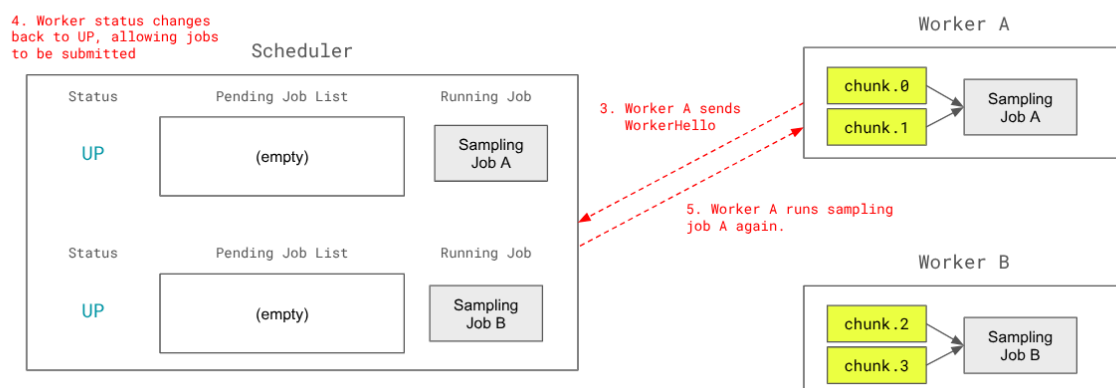 4. Worker status changes
back to UP, allowing jobs
to be submitted
Scheduler
Status
Pending Job List
Running Job
UP
(empty)
Sampling
Job A
Status
Pending Job List
Running Job
UP
(empty)
Sampling
Job B
3. Worker A sends
WorkerHello
5. Worker A runs sampling
job A again.
Worker A
chunk.0
chunk.1
Sampling
Job A
Worker B
chunk.2
chunk.3
Sampling
Job B